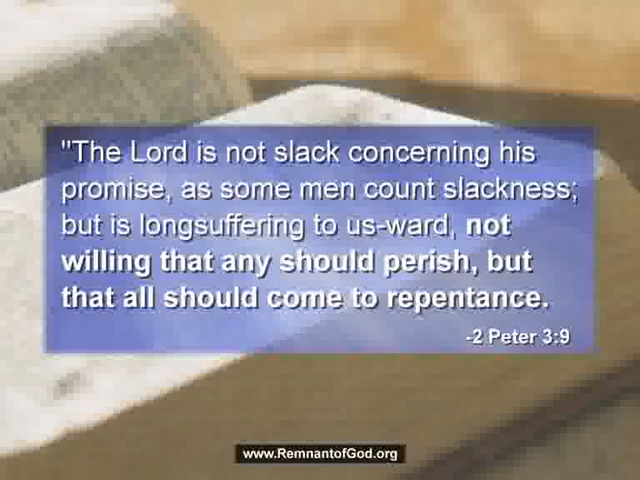 "The Lord is not slack concerning his
promise, as some men count slackness;
but is longsuffering to us-ward, not
willing that any should perish, but
that all should come to repentance.
-2 Peter 3:9
www.RemnantofGod.org